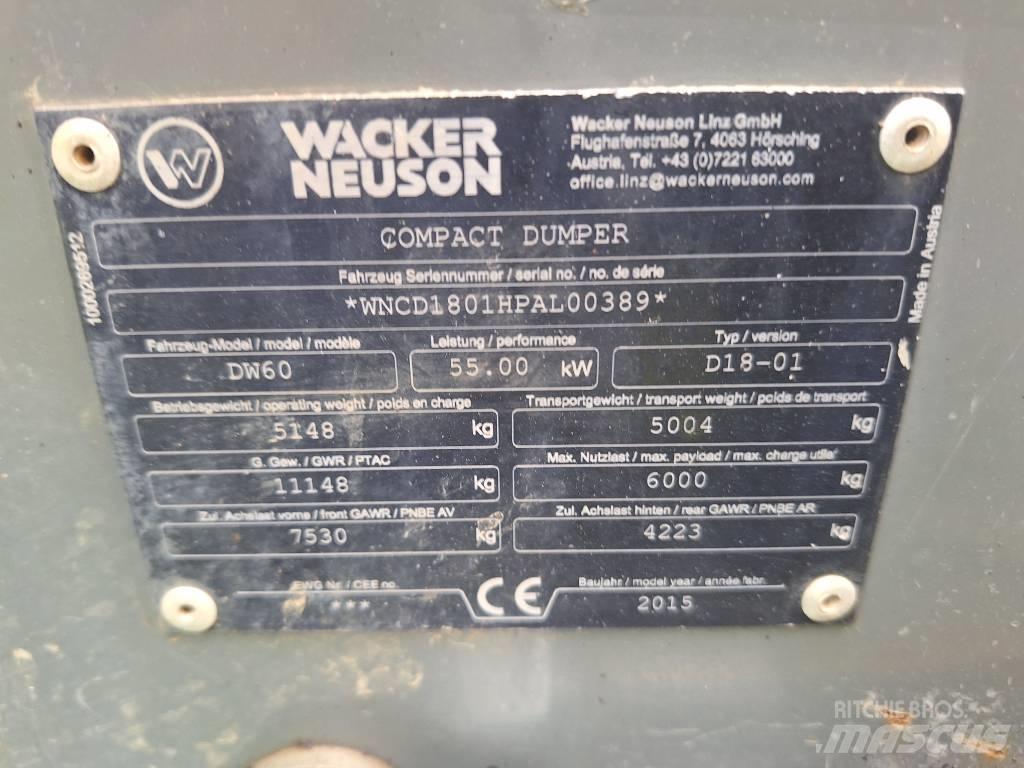 WACKER
NEUSON
Wacker Neuson Linz GmbH
Flughafenstraße 7, 4063 Hörsching
Austria, Tel. +43 (0)7221 63000
office.linz@wackerneuson.com
COMPACT DUMPER
Fahrzeug Seriennummer / serial no. / no. de série
*WNCD1801HPAL00389*
Fahrzeug-Model / model / modèle
Leistung / performance
Typ / version
DW60
55.00 kW
D18-01
Betriebsgewicht / operating weight / poids en charge
Transportgewicht / transport weight / poids de transport
5148 kg
5004 kg
G. Gew. / GWR / PTAC
Max. Nutzlast / max. payload / max. charge utile
11148 kg
6000 kg
Zul. Achslast vorne / front GAWR / PNBE AV
Zul. Achslast hinten / rear GAWR / PNBE AR
7530 kg
4223 kg
EWG Nr. / CEE no.
***
CE
Baujahr / model year / année fabr.
2015
1000269512
Made in Austria
RITCHIE BROS.
MASCUS